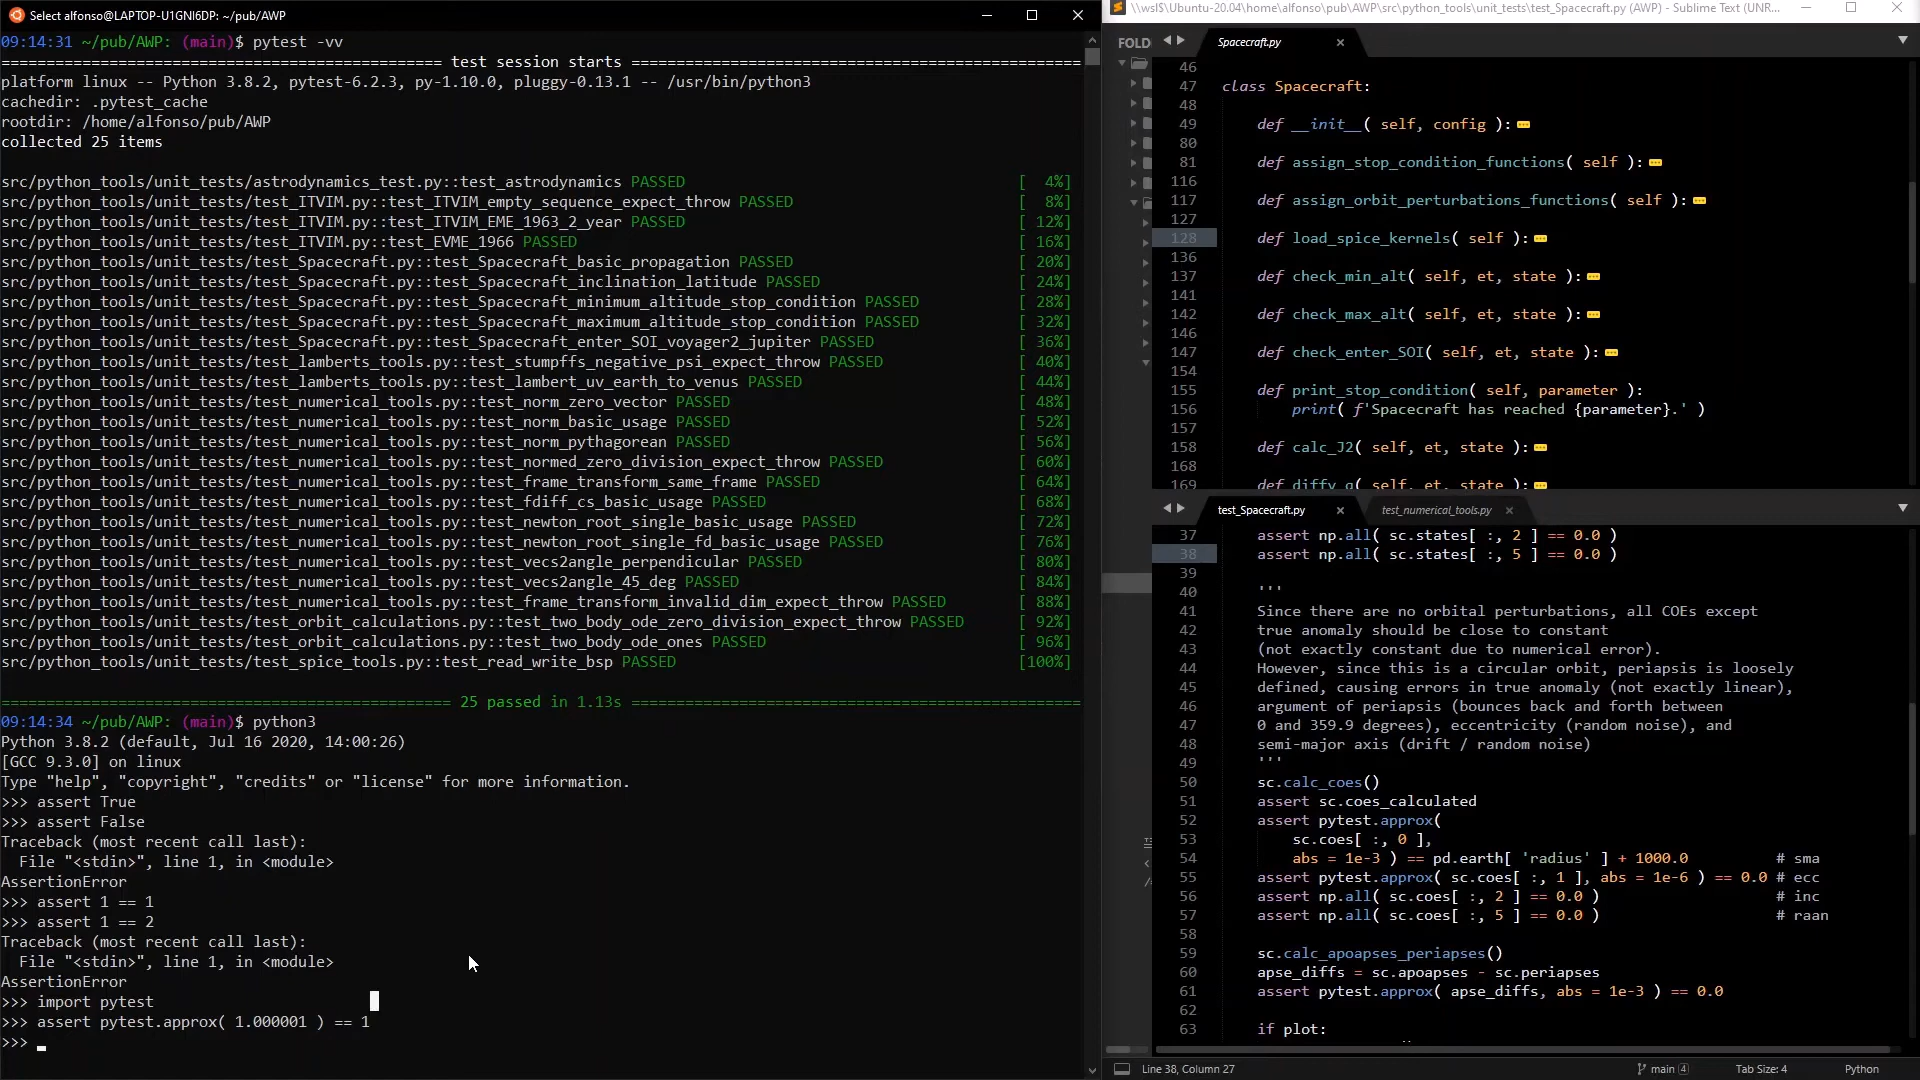 Select alfonso@LAPTOP-U1GNI6DP: ~/pub/AWP
09:14:31 ~/pub/AWP: (main)$ pytest -vv
============================================== test session starts ==============================================
platform linux -- Python 3.8.2, pytest-6.2.3, py-1.10.0, pluggy-0.13.1 -- /usr/bin/python3
cachedir: .pytest_cache
rootdir: /home/alfonso/pub/AWP
collected 25 items
src/python_tools/unit_tests/astrodynamics_test.py::test_astrodynamics PASSED [  4%]
src/python_tools/unit_tests/test_ITVIM.py::test_ITVIM_empty_sequence_expect_throw PASSED [  8%]
src/python_tools/unit_tests/test_ITVIM.py::test_ITVIM_EME_1963_2_year PASSED [ 12%]
src/python_tools/unit_tests/test_ITVIM.py::test_EVME_1966 PASSED [ 16%]
src/python_tools/unit_tests/test_Spacecraft.py::test_Spacecraft_basic_propagation PASSED [ 20%]
src/python_tools/unit_tests/test_Spacecraft.py::test_Spacecraft_inclination_latitude PASSED [ 24%]
src/python_tools/unit_tests/test_Spacecraft.py::test_Spacecraft_minimum_altitude_stop_condition PASSED [ 28%]
src/python_tools/unit_tests/test_Spacecraft.py::test_Spacecraft_maximum_altitude_stop_condition PASSED [ 32%]
src/python_tools/unit_tests/test_Spacecraft.py::test_Spacecraft_enter_SOI_voyager2_jupiter PASSED [ 36%]
src/python_tools/unit_tests/test_lamberts_tools.py::test_stumpffs_negative_psi_expect_throw PASSED [ 40%]
src/python_tools/unit_tests/test_lamberts_tools.py::test_lambert_uv_earth_to_venus PASSED [ 44%]
src/python_tools/unit_tests/test_numerical_tools.py::test_norm_zero_vector PASSED [ 48%]
src/python_tools/unit_tests/test_numerical_tools.py::test_norm_basic_usage PASSED [ 52%]
src/python_tools/unit_tests/test_numerical_tools.py::test_norm_pythagorean PASSED [ 56%]
src/python_tools/unit_tests/test_numerical_tools.py::test_normed_zero_division_expect_throw PASSED [ 60%]
src/python_tools/unit_tests/test_numerical_tools.py::test_frame_transform_same_frame PASSED [ 64%]
src/python_tools/unit_tests/test_numerical_tools.py::test_fdiff_cs_basic_usage PASSED [ 68%]
src/python_tools/unit_tests/test_numerical_tools.py::test_newton_root_single_basic_usage PASSED [ 72%]
src/python_tools/unit_tests/test_numerical_tools.py::test_newton_root_single_fd_basic_usage PASSED [ 76%]
src/python_tools/unit_tests/test_numerical_tools.py::test_vecs2angle_perpendicular PASSED [ 80%]
src/python_tools/unit_tests/test_numerical_tools.py::test_vecs2angle_45_deg PASSED [ 84%]
src/python_tools/unit_tests/test_numerical_tools.py::test_frame_transform_invalid_dim_expect_throw PASSED [ 88%]
src/python_tools/unit_tests/test_orbit_calculations.py::test_two_body_ode_zero_division_expect_throw PASSED [ 92%]
src/python_tools/unit_tests/test_orbit_calculations.py::test_two_body_ode_ones PASSED [ 96%]
src/python_tools/unit_tests/test_spice_tools.py::test_read_write_bsp PASSED [100%]
=============================================== 25 passed in 1.13s ===============================================
09:14:34 ~/pub/AWP: (main)$ python3
Python 3.8.2 (default, Jul 16 2020, 14:00:26)
[GCC 9.3.0] on linux
Type "help", "copyright", "credits" or "license" for more information.
>>> assert True
>>> assert False
Traceback (most recent call last):
  File "<stdin>", line 1, in <module>
AssertionError
>>> assert 1 == 1
>>> assert 1 == 2
Traceback (most recent call last):
  File "<stdin>", line 1, in <module>
AssertionError
>>> import pytest
>>> assert pytest.approx( 1.000001 ) == 1
>>>
\\wsl$\Ubuntu-20.04\home\alfonso\pub\AWP\src\python_tools\unit_tests\test_Spacecraft.py (AWP) - Sublime Text (UNR...
FOLD
Spacecraft.py
46
47 class Spacecraft:
48
49     def __init__( self, config ):
80
81     def assign_stop_condition_functions( self ):
116
117     def assign_orbit_perturbations_functions( self ):
127
128     def load_spice_kernels( self ):
136
137     def check_min_alt( self, et, state ):
141
142     def check_max_alt( self, et, state ):
146
147     def check_enter_SOI( self, et, state ):
154
155     def print_stop_condition( self, parameter ):
156         print( f'Spacecraft has reached {parameter}.' )
157
158     def calc_J2( self, et, state ):
168
169     def diffy_q( self, et, state ):
test_Spacecraft.py
test_numerical_tools.py
37     assert np.all( sc.states[ :, 2 ] == 0.0 )
38     assert np.all( sc.states[ :, 5 ] == 0.0 )
39
40     '''
41     Since there are no orbital perturbations, all COEs except
42     true anomaly should be close to constant
43     (not exactly constant due to numerical error).
44     However, since this is a circular orbit, periapsis is loosely
45     defined, causing errors in true anomaly (not exactly linear),
46     argument of periapsis (bounces back and forth between
47     0 and 359.9 degrees), eccentricity (random noise), and
48     semi-major axis (drift / random noise)
49     '''
50     sc.calc_coes()
51     assert sc.coes_calculated
52     assert pytest.approx(
53         sc.coes[ :, 0 ],
54         abs = 1e-3 ) == pd.earth[ 'radius' ] + 1000.0 # sma
55     assert pytest.approx( sc.coes[ :, 1 ], abs = 1e-6 ) == 0.0 # ecc
56     assert np.all( sc.coes[ :, 2 ] == 0.0 ) # inc
57     assert np.all( sc.coes[ :, 5 ] == 0.0 ) # raan
58
59     sc.calc_apoapses_periapses()
60     apse_diffs = sc.apoapses - sc.periapses
61     assert pytest.approx( apse_diffs, abs = 1e-3 ) == 0.0
62
63     if plot:
Line 38, Column 27
main 4
Tab Size: 4
Python